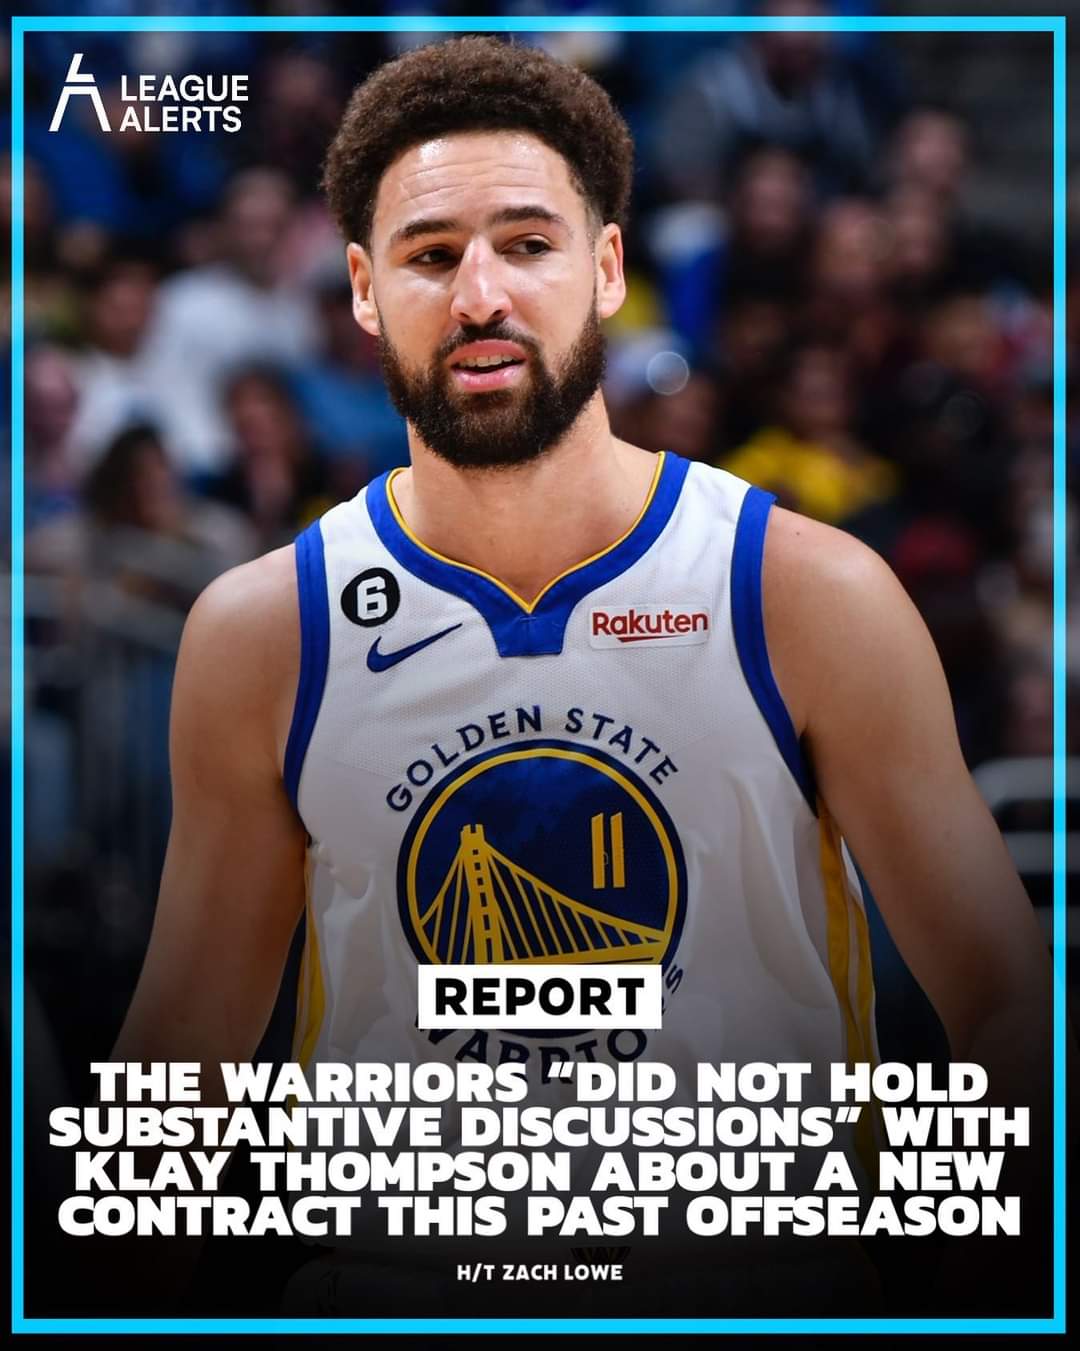 LEAGUE
ALERTS
6
Rakuten
GOLDEN STATE
11
REPORT
WARRIORS
THE WARRIORS “DID NOT HOLD
SUBSTANTIVE DISCUSSIONS” WITH
KLAY THOMPSON ABOUT A NEW
CONTRACT THIS PAST OFFSEASON
H/T ZACH LOWE